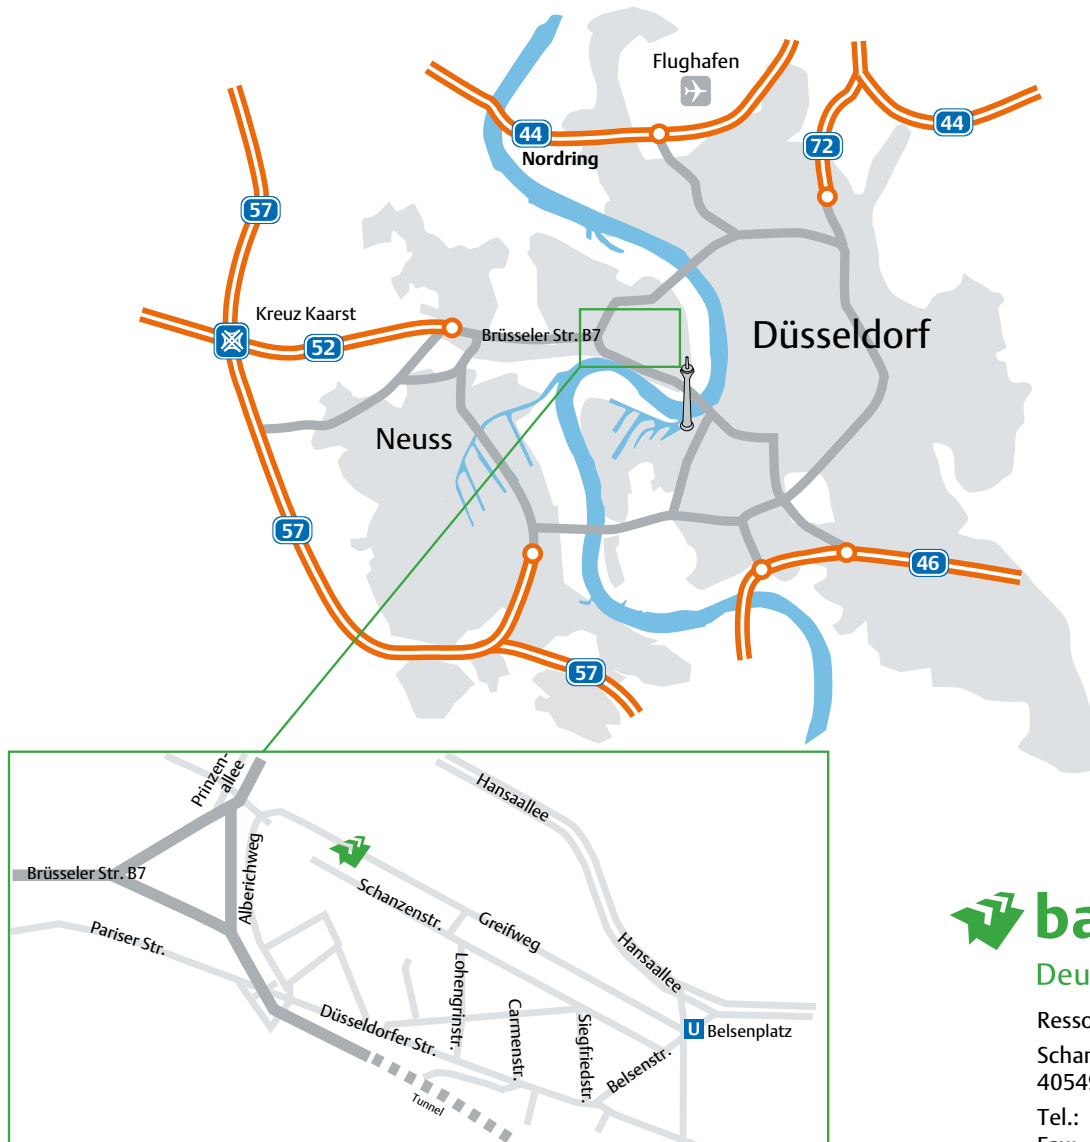 Flughafen
44
Nordring
44
72
57
Kreuz Kaarst
52
Brüsseler Str. B7
Düsseldorf
Neuss
57
46
57
Prinzen-
allee
Hansaallee
Brüsseler Str. B7
Alberichweg
Schanzenstr.
Greifweg
Pariser Str.
Hansaallee
Lohengrinstr.
Carmenstr.
Siegfriedstr.
Düsseldorfer Str.
Belsenstr.
U Belsenplatz
Tunnel
ba
Deu
Resso
Schan
4054
Tel.: